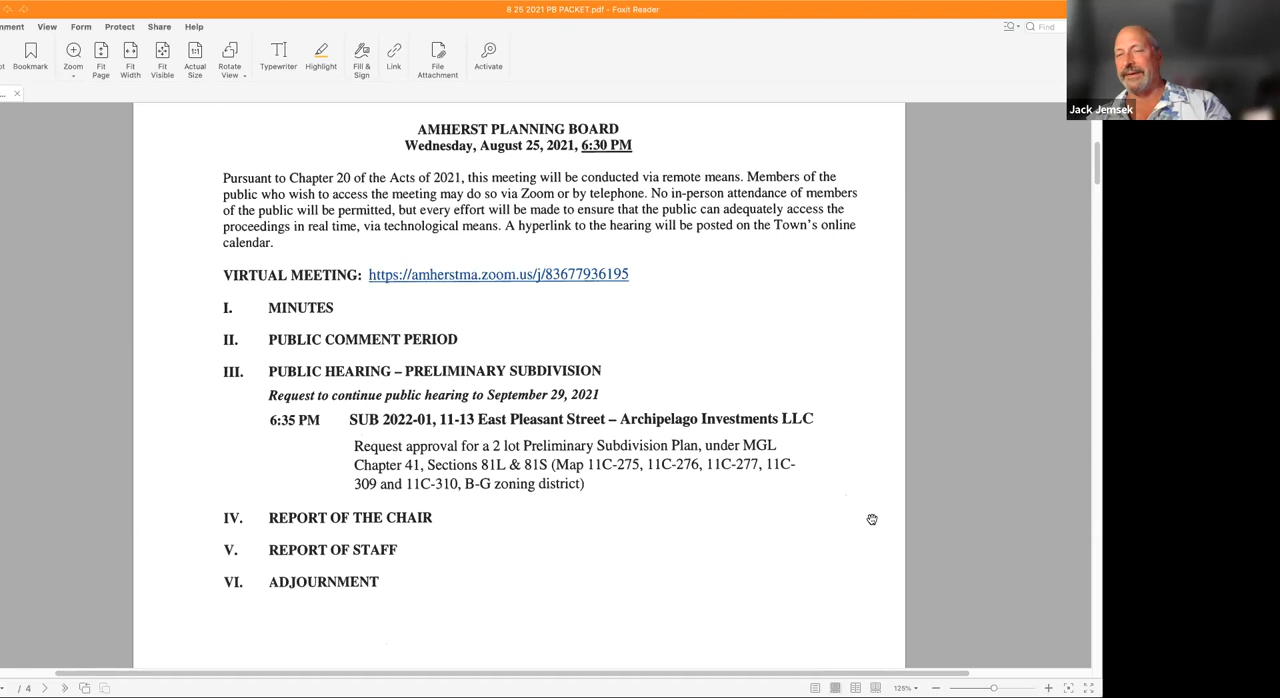 8 25 2021 PB PACKET.pdf - Foxit Reader
View Form Protect Share Help
Find
Bookmark Zoom Fit Page Fit Width Fit Visible Actual Size Rotate View Typewriter Highlight Fill & Sign Link File Attachment Activate
Jack Jemsek
AMHERST PLANNING BOARD
Wednesday, August 25, 2021, 6:30 PM
Pursuant to Chapter 20 of the Acts of 2021, this meeting will be conducted via remote means. Members of the
public who wish to access the meeting may do so via Zoom or by telephone. No in-person attendance of members
of the public will be permitted, but every effort will be made to ensure that the public can adequately access the
proceedings in real time, via technological means. A hyperlink to the hearing will be posted on the Town's online
calendar.
VIRTUAL MEETING: https://amherstma.zoom.us/j/83677936195
I. MINUTES
II. PUBLIC COMMENT PERIOD
III. PUBLIC HEARING – PRELIMINARY SUBDIVISION
Request to continue public hearing to September 29, 2021
6:35 PM SUB 2022-01, 11-13 East Pleasant Street – Archipelago Investments LLC
Request approval for a 2 lot Preliminary Subdivision Plan, under MGL
Chapter 41, Sections 81L & 81S (Map 11C-275, 11C-276, 11C-277, 11C-
309 and 11C-310, B-G zoning district)
IV. REPORT OF THE CHAIR
V. REPORT OF STAFF
VI. ADJOURNMENT
/ 4
125%